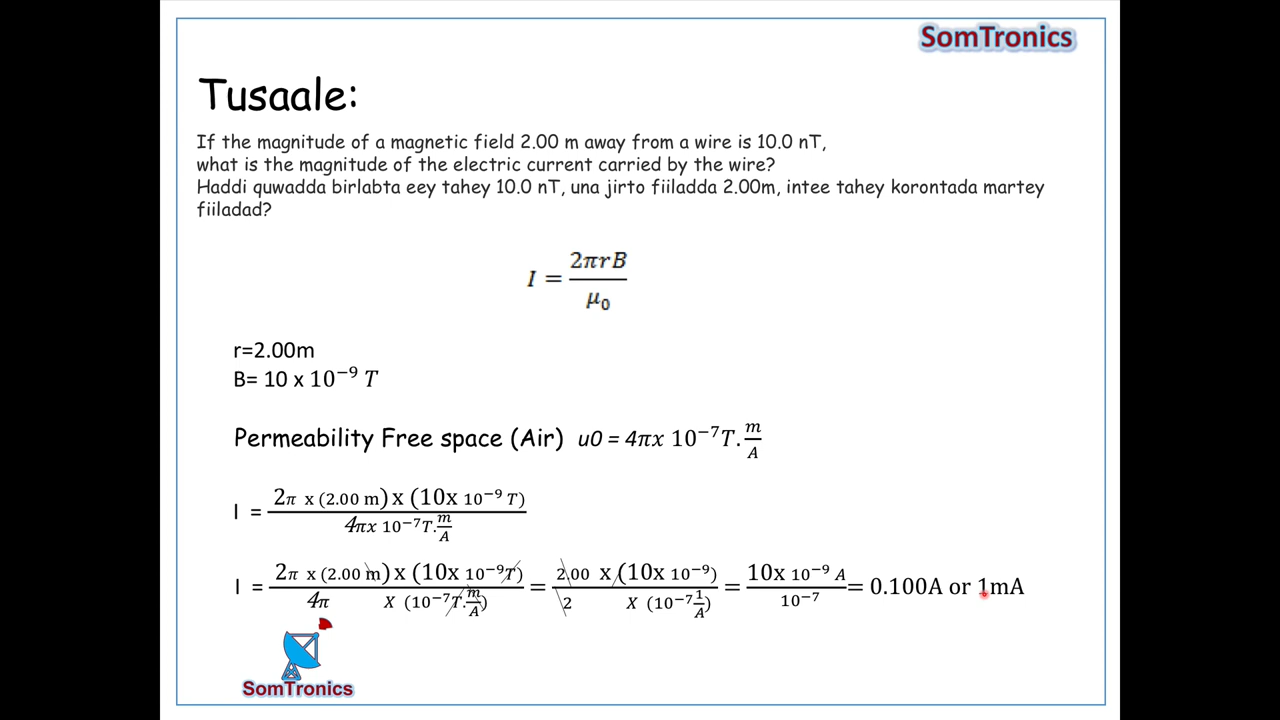 SomTronics
Tusaale:
If the magnitude of a magnetic field 2.00 m away from a wire is 10.0 nT,
what is the magnitude of the electric current carried by the wire?
Haddi quwadda birlabta eey tahey 10.0 nT, una jirto fiiladda 2.00m, intee tahey korontada martey
fiiladad?
I = 2πrB / μ₀
r=2.00m
B= 10 x 10⁻⁹ T
Permeability Free space (Air) u0 = 4πx 10⁻⁷T.m/A
I = 2π x (2.00 m) x (10x 10⁻⁹ T) / 4πx 10⁻⁷T.m/A
I = 2π x (2.00 m) x (10x 10⁻⁹T) / 4π X (10⁻⁷T.m/A) = 2.00 x (10x 10⁻⁹) / 2 X (10⁻⁷1/A) = 10x 10⁻⁹ A / 10⁻⁷ = 0.100A or 1mA
SomTronics